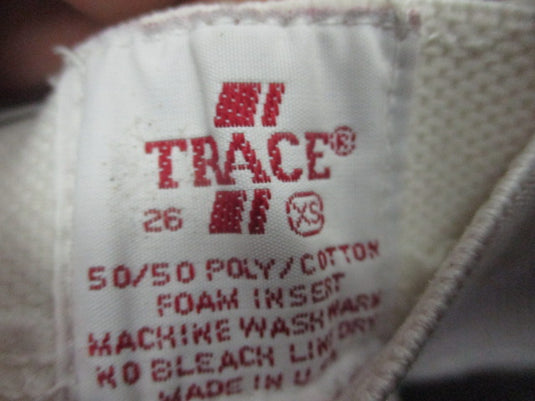 TRACE®
26 XS
50/50 POLY/COTTON
FOAM INSERT
MACHINE WASH WARM
NO BLEACH LINE DRY
MADE IN U.S.A.